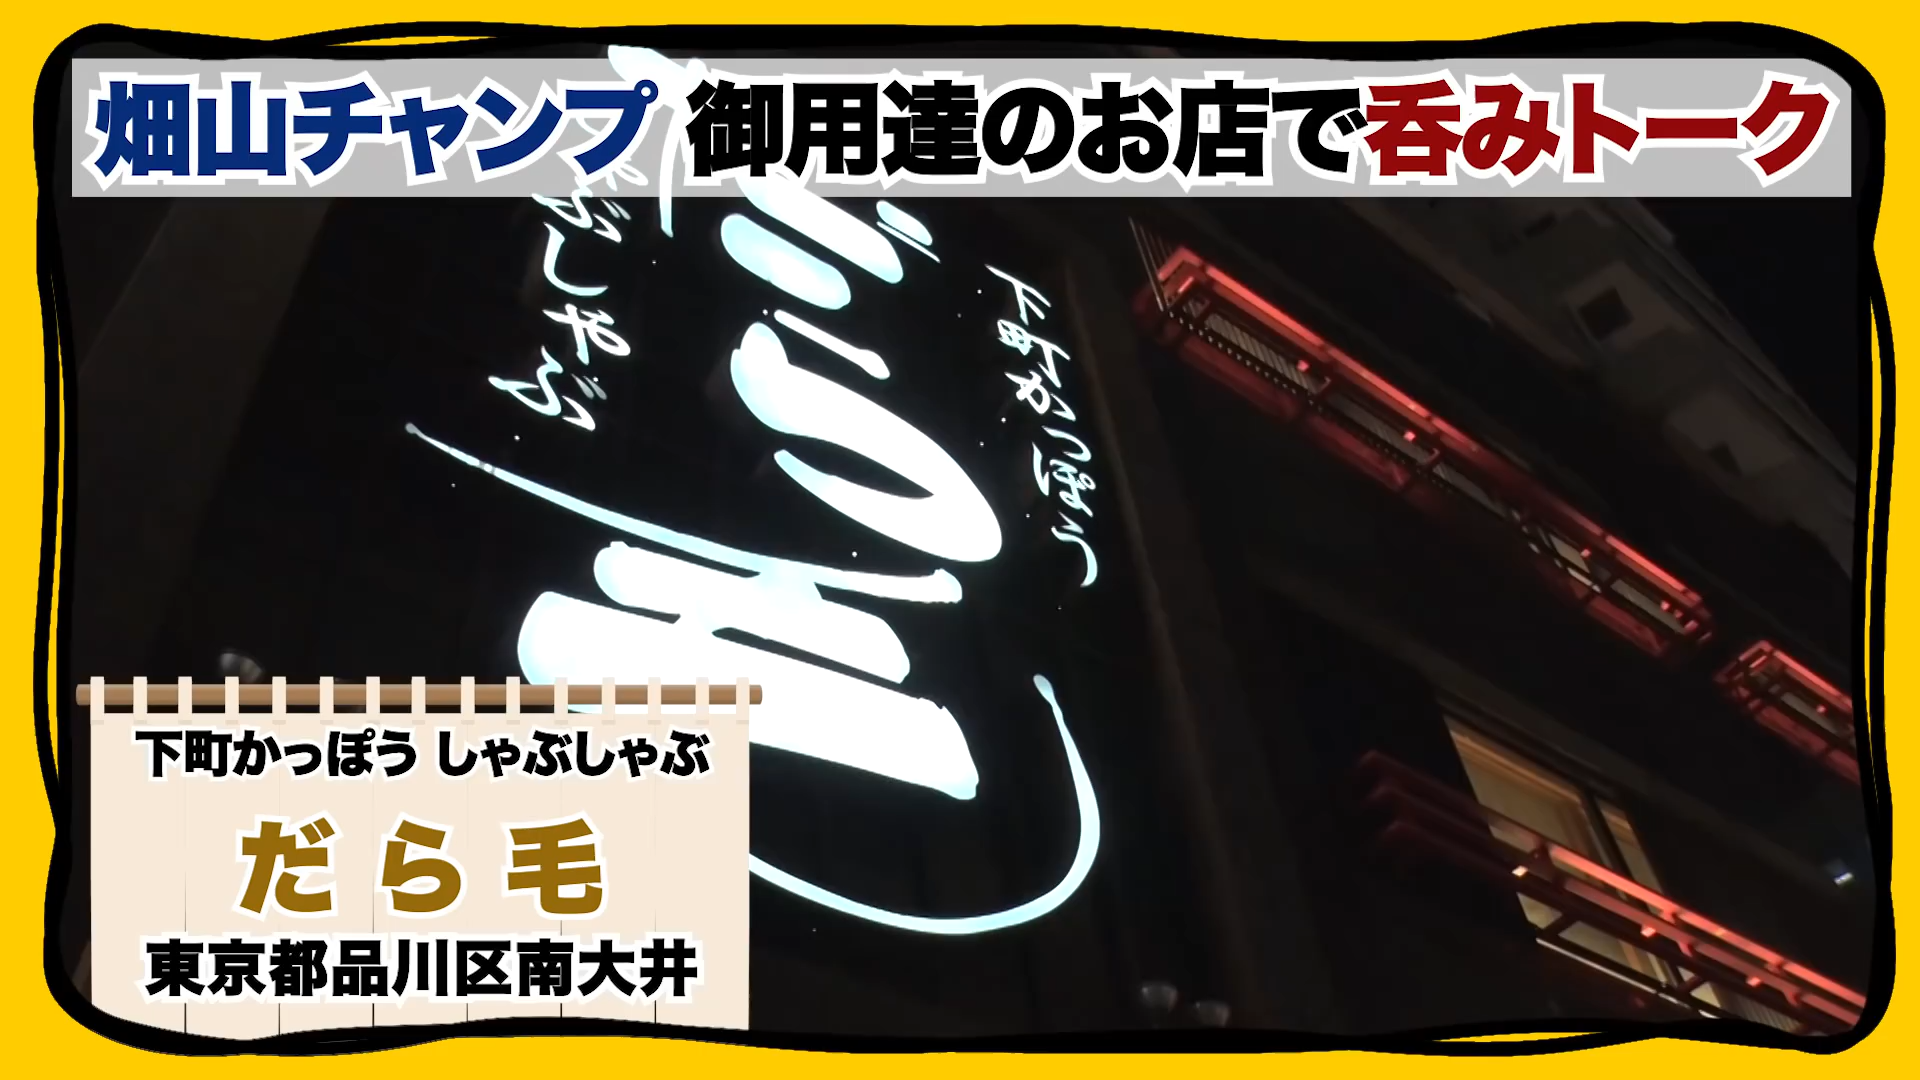 畑山チャンプ 御用達のお店で呑みトーク
下町かっぽう
だら毛
ぶしゃぶ
下町かっぽう しゃぶしゃぶ
だら毛
東京都品川区南大井